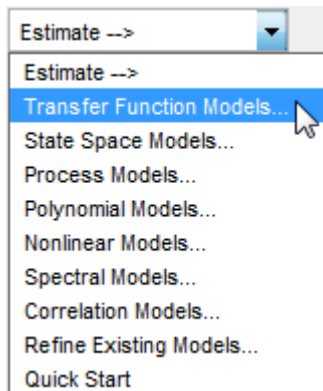 Estimate -->
Estimate -->
Transfer Function Models...
State Space Models...
Process Models...
Polynomial Models...
Nonlinear Models...
Spectral Models...
Correlation Models...
Refine Existing Models...
Quick Start